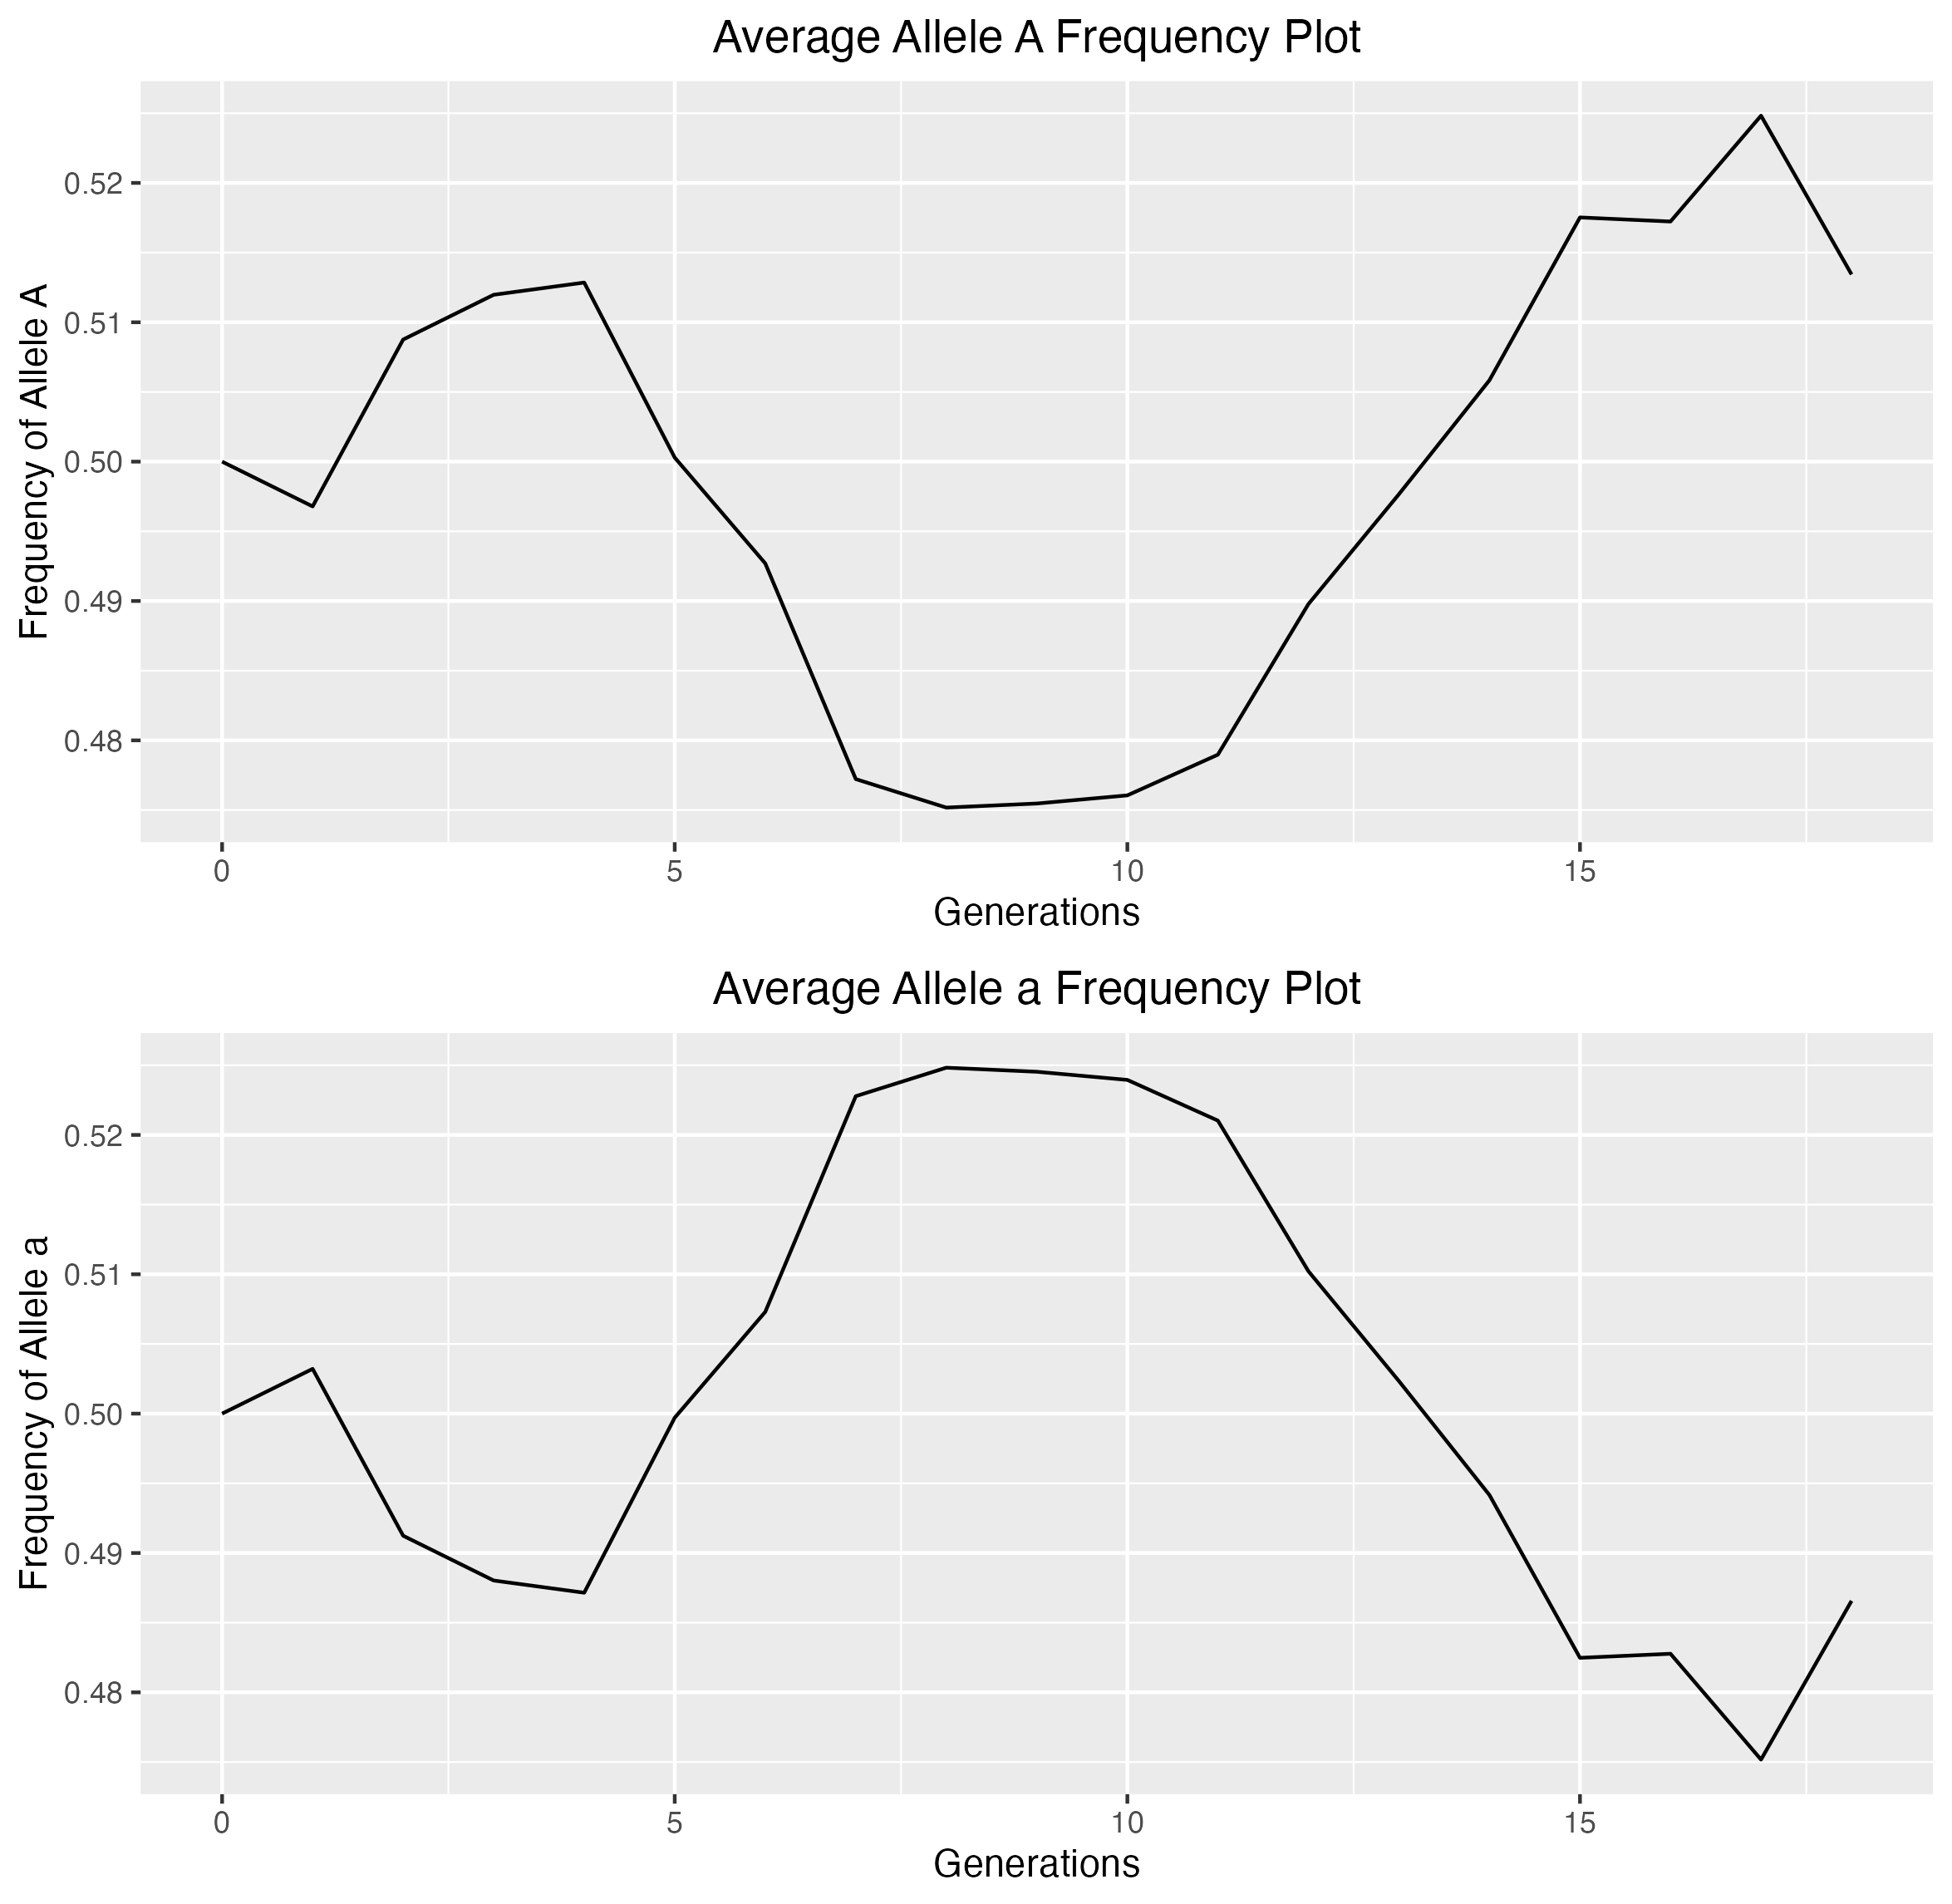 Average Allele A Frequency Plot
Frequency of Allele A
0.52
0.51
0.50
0.49
0.48
0 5 10 15
Generations
Average Allele a Frequency Plot
Frequency of Allele a
0.52
0.51
0.50
0.49
0.48
0 5 10 15
Generations